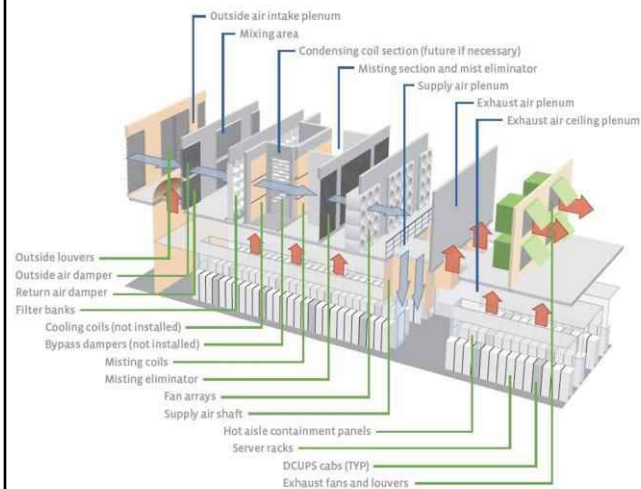 Outside air intake plenum
Mixing area
Condensing coil section (future if necessary)
Misting section and mist eliminator
Supply air plenum
Exhaust air plenum
Exhaust air ceiling plenum
Outside louvers
Outside air damper
Return air damper
Filter banks
Cooling coils (not installed)
Bypass dampers (not installed)
Misting coils
Misting eliminator
Fan arrays
Supply air shaft
Hot aisle containment panels
Server racks
DCUPS cabs (TYP)
Exhaust fans and louvers